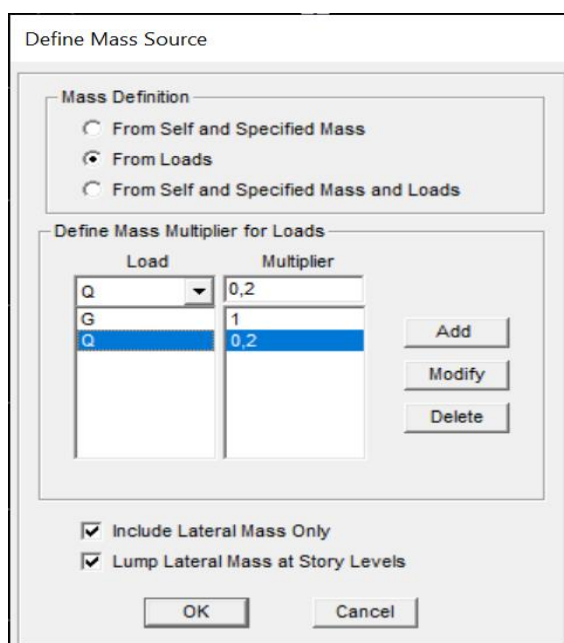 Define Mass Source
Mass Definition
From Self and Specified Mass
From Loads
From Self and Specified Mass and Loads
Define Mass Multiplier for Loads
Load Multiplier
Q 0,2
G 1
Q 0,2
Add
Modify
Delete
Include Lateral Mass Only
Lump Lateral Mass at Story Levels
OK Cancel